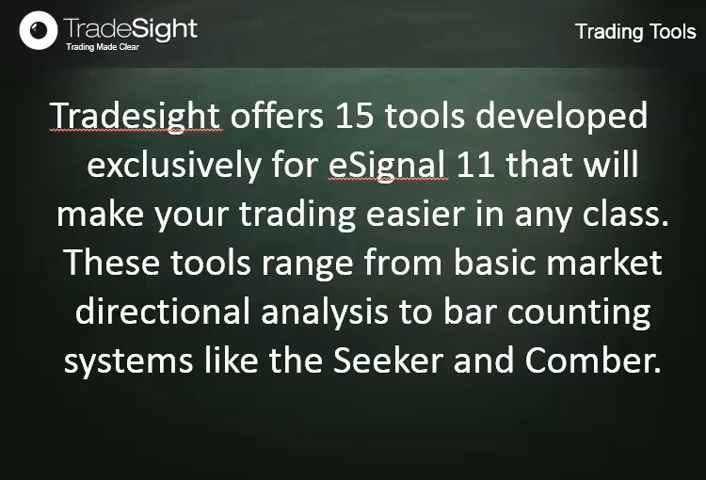 TradeSight
Trading Made Clear
Trading Tools
Tradesight offers 15 tools developed
exclusively for eSignal 11 that will
make your trading easier in any class.
These tools range from basic market
directional analysis to bar counting
systems like the Seeker and Comber.